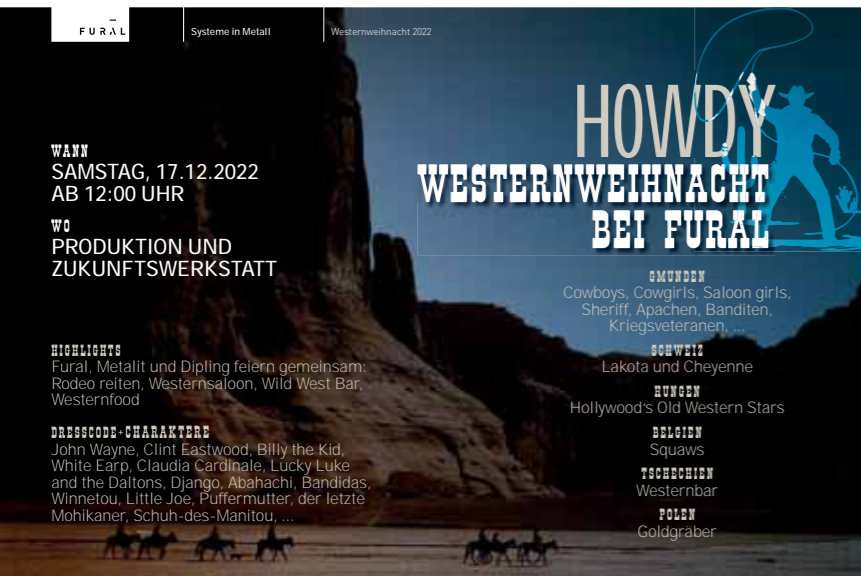 FURAL
Systeme in Metall
Westernweihnacht 2022
HOWDY
WESTERNWEIHNACHT
BEI FURAL
WANN
SAMSTAG, 17.12.2022
AB 12:00 UHR
WO
PRODUKTION UND
ZUKUNFTSWERKSTATT
HIGHLIGHTS
Fural, Metalit und Dipling feiern gemeinsam:
Rodeo reiten, Westernsaloon, Wild West Bar,
Westernfood
DRESSCODE+CHARAKTERE
John Wayne, Clint Eastwood, Billy the Kid,
White Earp, Claudia Cardinale, Lucky Luke
and the Daltons, Django, Abahachi, Bandidas,
Winnetou, Little Joe, Puffermutter, der letzte
Mohikaner, Schuh-des-Manitou, ...
GMUNDEN
Cowboys, Cowgirls, Saloon girls,
Sheriff, Apachen, Banditen,
Kriegsveteranen, ...
SCHWEIZ
Lakota und Cheyenne
HUNGEN
Hollywood's Old Western Stars
BELGIEN
Squaws
TSCHECHIEN
Westernbar
POLEN
Goldgräber